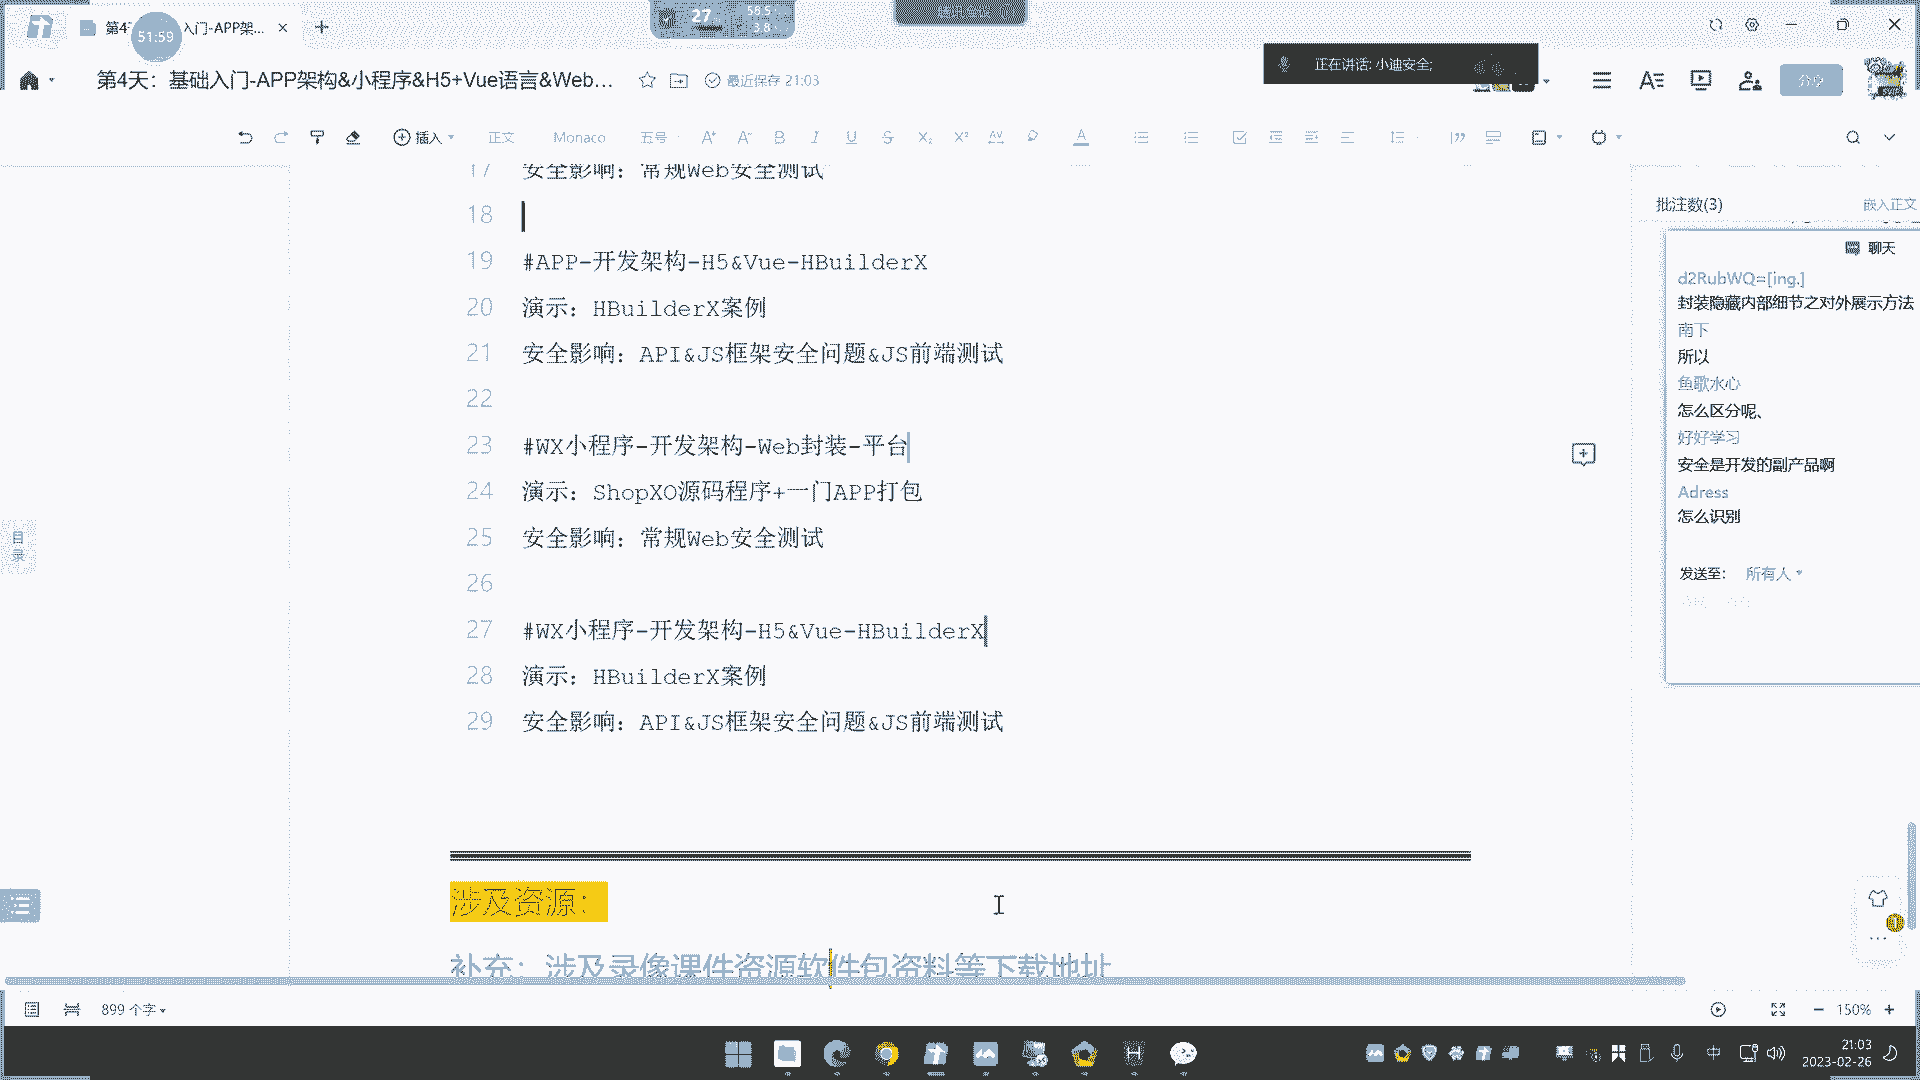 第4天
入门-APP架...
51:59
27
正在讲话: 小迪安全;
第4天：基础入门-APP架构&小程序&H5+Vue语言&Web...
最近保存 21:03
分享
插入
正文
Monaco
五号
17 安全影响：常规Web安全测试
18
19 #APP-开发架构-H5&Vue-HBuilderX
20 演示：HBuilderX案例
21 安全影响：API&JS框架安全问题&JS前端测试
22
23 #WX小程序-开发架构-Web封装-平台
24 演示：ShopXO源码程序+一门APP打包
25 安全影响：常规Web安全测试
26
27 #WX小程序-开发架构-H5&Vue-HBuilderX
28 演示：HBuilderX案例
29 安全影响：API&JS框架安全问题&JS前端测试
涉及资源：
补充：涉及录像课件资源软件包资料等下载地址
目录
批注数(3)
嵌入正文
聊天
d2RubWQ=[ing.]
封装隐藏内部细节之对外展示方法
南下
所以
鱼歌水心
怎么区分呢、
好好学习
安全是开发的副产品啊
Adress
怎么识别
发送至：
所有人
899 个字
150%
中
21:03
2023-02-26